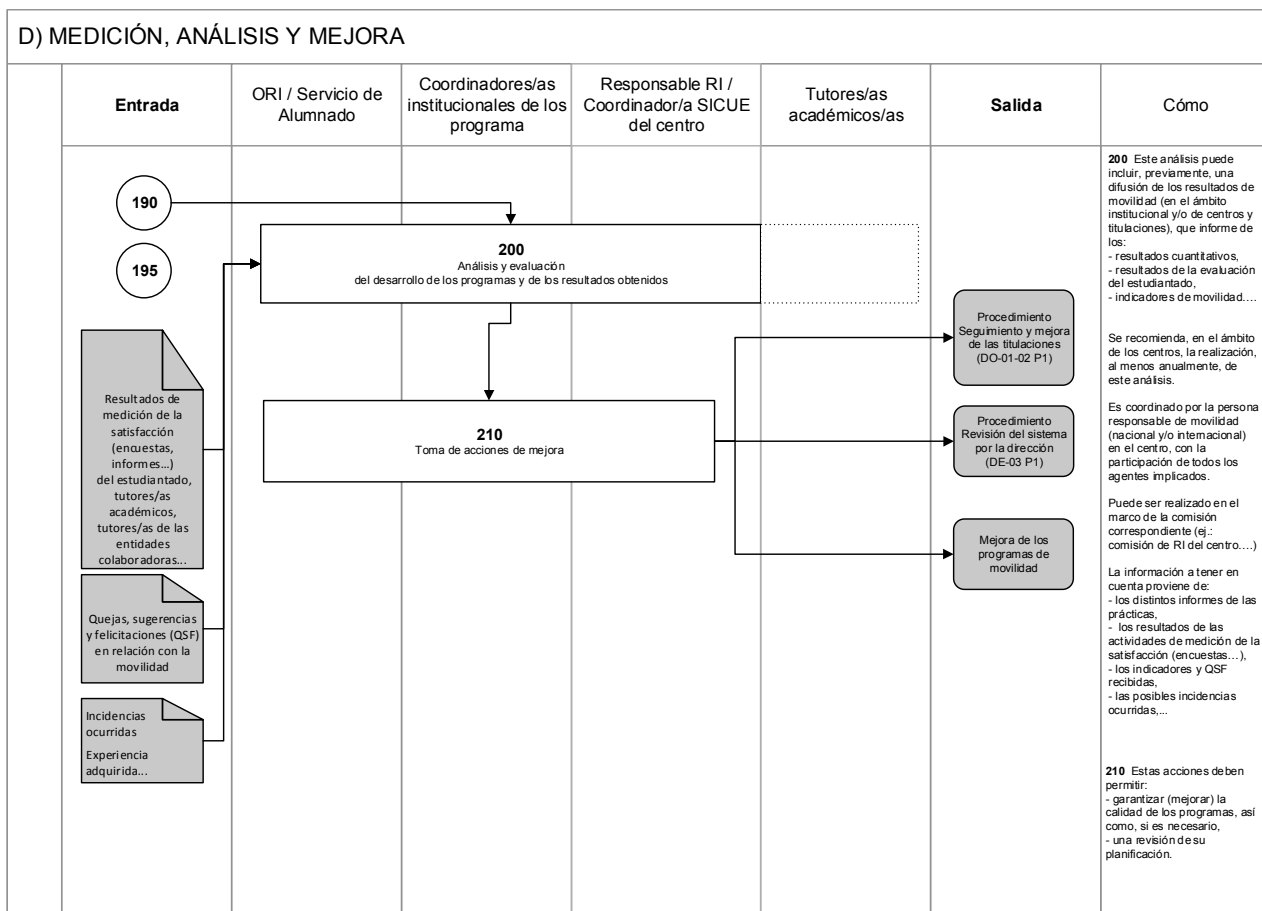 D) MEDICIÓN, ANÁLISIS Y MEJORA
Entrada
ORI / Servicio de
Alumnado
Coordinadores/as
institucionales de los
programa
Responsable RI /
Coordinador/a SICUE
del centro
Tutores/as
académicos/as
Salida
Cómo
190
195
200
Análisis y evaluación
del desarrollo de los programas y de los resultados obtenidos
Resultados de
medición de la
satisfacción
(encuestas,
informes...)
del estudiantado,
tutores/as
académicos,
tutores/as de las
entidades
colaboradoras...
Quejas, sugerencias
y felicitaciones (QSF)
en relación con la
movilidad
Incidencias
ocurridas
Experiencia
adquirida...
210
Toma de acciones de mejora
Procedimiento
Seguimiento y mejora
de las titulaciones
(DO-01-02 P1)
Procedimiento
Revisión del sistema
por la dirección
(DE-03 P1)
Mejora de los
programas de
movilidad
200 Este análisis puede
incluir, previamente, una
difusión de los resultados de
movilidad (en el ámbito
institucional y/o de centros y
titulaciones), que informe de
los:
- resultados cuantitativos,
- resultados de la evaluación
del estudiantado,
- indicadores de movilidad....
Se recomienda, en el ámbito
de los centros, la realización,
al menos anualmente, de
este análisis.
Es coordinado por la persona
responsable de movilidad
(nacional y/o internacional)
en el centro, con la
participación de todos los
agentes implicados.
Puede ser realizado en el
marco de la comisión
correspondiente (ej.:
comisión de RI del centro....)
La información a tener en
cuenta proviene de:
- los distintos informes de las
prácticas,
- los resultados de las
actividades de medición de la
satisfacción (encuestas...),
- los indicadores y QSF
recibidas,
- las posibles incidencias
ocurridas,...
210 Estas acciones deben
permitir:
- garantizar (mejorar) la
calidad de los programas, así
como, si es necesario,
- una revisión de su
planificación.